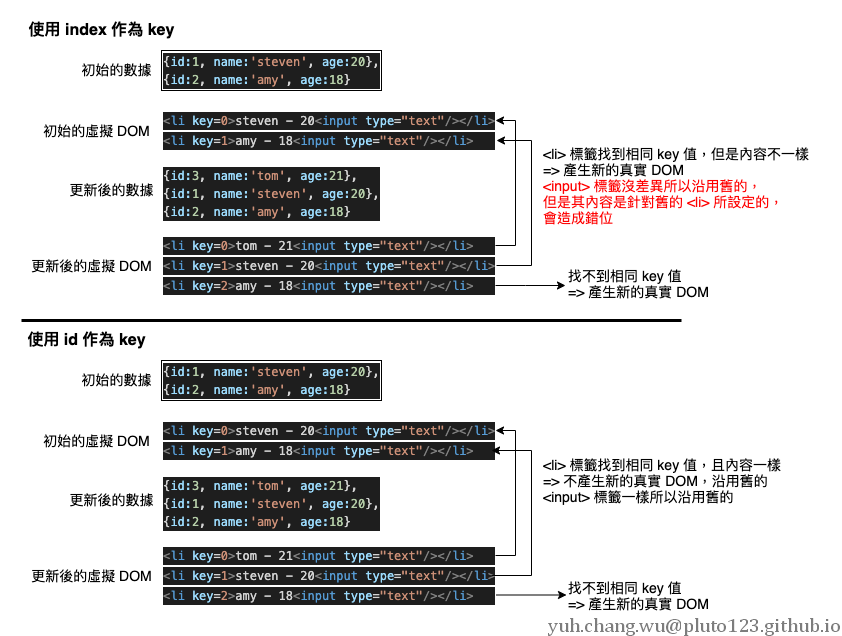 使用 index 作為 key
初始的數據
{id:1, name:'steven', age:20},
{id:2, name:'amy', age:18}
初始的虛擬 DOM
<li key=0>steven - 20<input type="text"/></li>
<li key=1>amy - 18<input type="text"/></li>
<li> 標籤找到相同 key 值，但是內容不一樣
=> 產生新的真實 DOM
<input> 標籤沒差異所以沿用舊的，
但是其內容是針對舊的 <li> 所設定的，
會造成錯位
更新後的數據
{id:3, name:'tom', age:21},
{id:1, name:'steven', age:20},
{id:2, name:'amy', age:18}
更新後的虛擬 DOM
<li key=0>tom - 21<input type="text"/></li>
<li key=1>steven - 20<input type="text"/></li>
<li key=2>amy - 18<input type="text"/></li>
找不到相同 key 值
=> 產生新的真實 DOM
使用 id 作為 key
初始的數據
{id:1, name:'steven', age:20},
{id:2, name:'amy', age:18}
初始的虛擬 DOM
<li key=0>steven - 20<input type="text"/></li>
<li key=1>amy - 18<input type="text"/></li>
<li> 標籤找到相同 key 值，且內容一樣
=> 不產生新的真實 DOM，沿用舊的
<input> 標籤一樣所以沿用舊的
更新後的數據
{id:3, name:'tom', age:21},
{id:1, name:'steven', age:20},
{id:2, name:'amy', age:18}
更新後的虛擬 DOM
<li key=0>tom - 21<input type="text"/></li>
<li key=1>steven - 20<input type="text"/></li>
<li key=2>amy - 18<input type="text"/></li>
找不到相同 key 值
=> 產生新的真實 DOM
yuh.chang.wu@pluto123.github.io